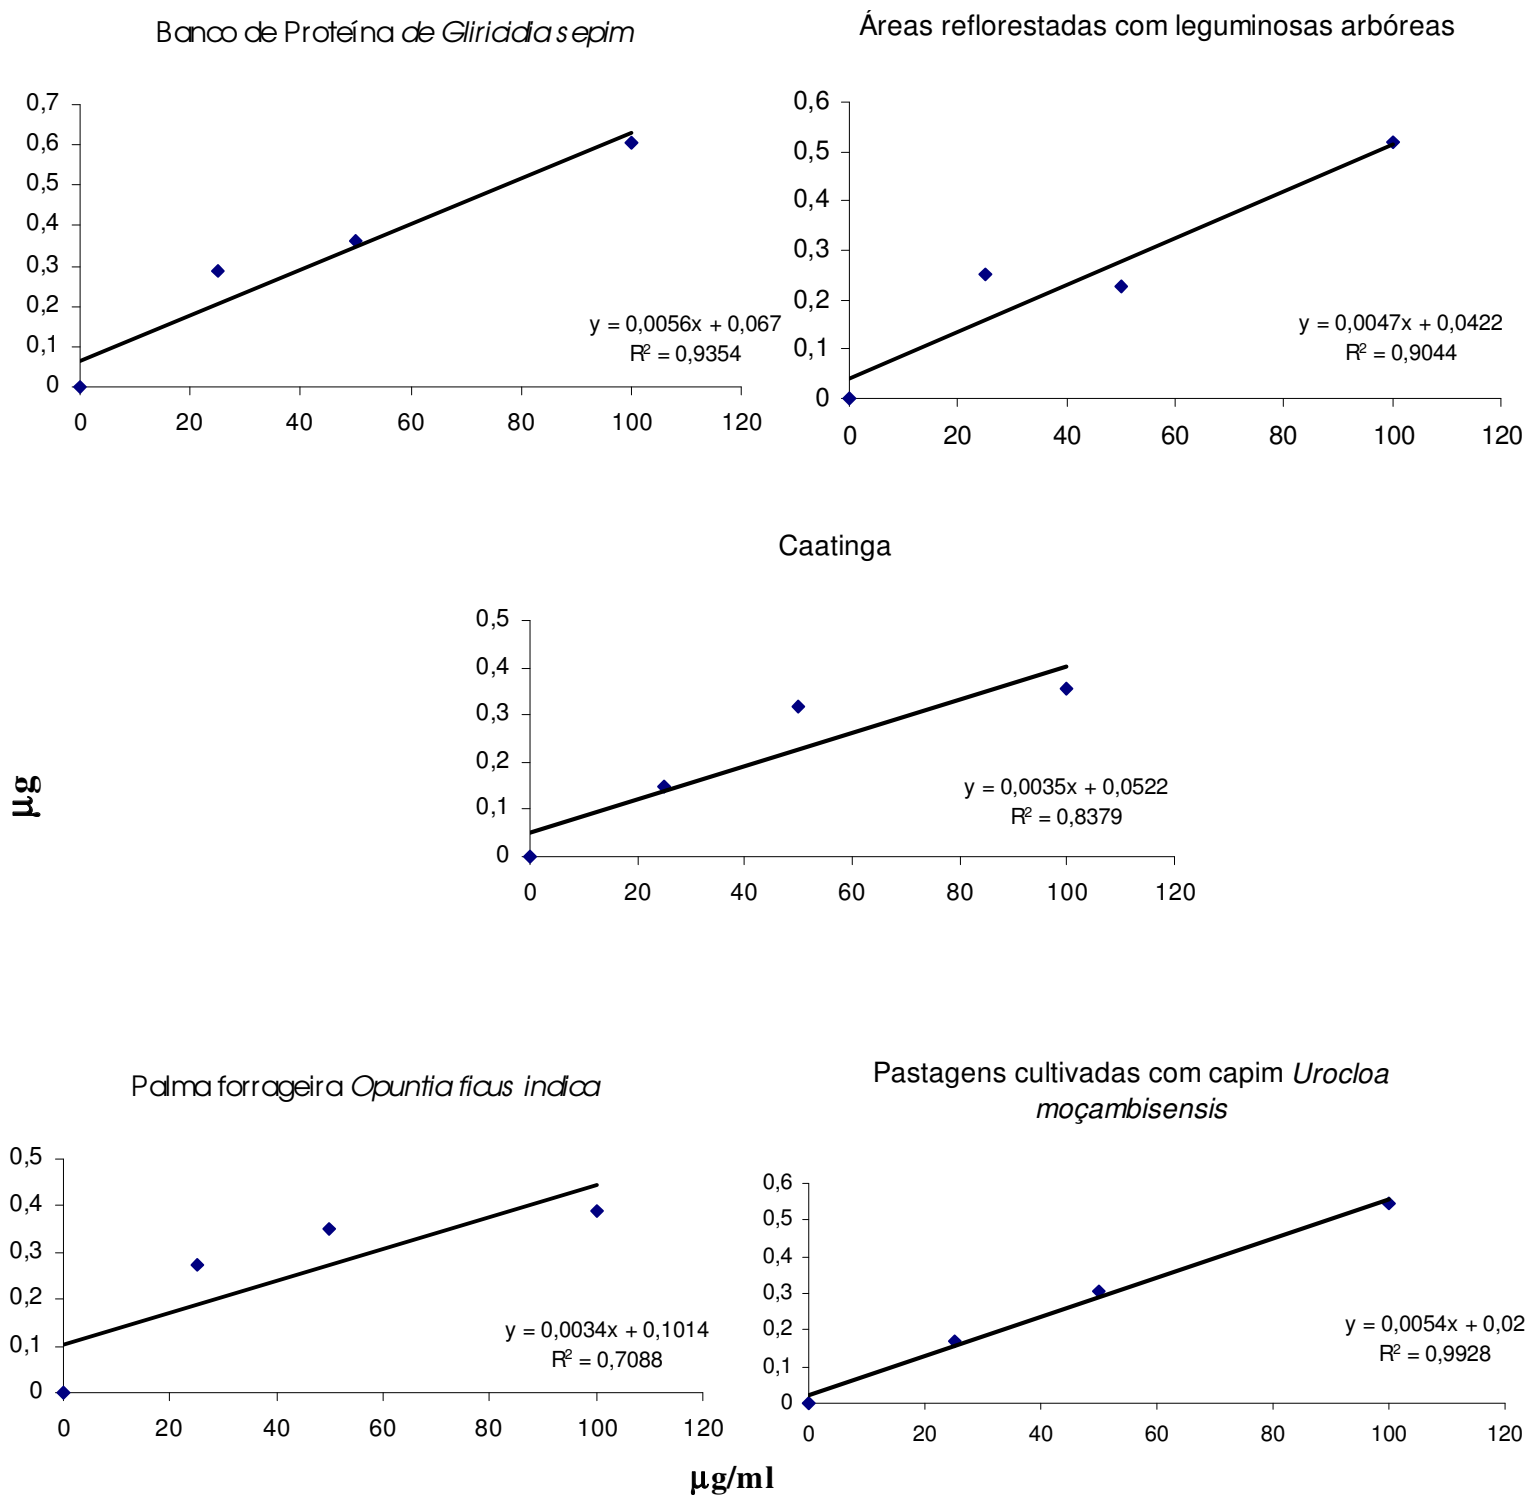 Banco de Proteína de Gliricidia sepim
0,7
0,6
0,5
0,4
0,3
0,2
0,1
0
y = 0,0056x + 0,067
R² = 0,9354
0 20 40 60 80 100 120
Áreas reflorestadas com leguminosas arbóreas
0,6
0,5
0,4
0,3
0,2
0,1
0
y = 0,0047x + 0,0422
R² = 0,9044
0 20 40 60 80 100 120
Caatinga
0,5
0,4
0,3
0,2
0,1
0
y = 0,0035x + 0,0522
R² = 0,8379
0 20 40 60 80 100 120
µg
Palma forrageira Opuntia ficus indica
0,5
0,4
0,3
0,2
0,1
0
y = 0,0034x + 0,1014
R² = 0,7088
0 20 40 60 80 100 120
Pastagens cultivadas com capim Urocloa
moçambisensis
0,6
0,5
0,4
0,3
0,2
0,1
0
y = 0,0054x + 0,02
R² = 0,9928
0 20 40 60 80 100 120
µg/ml